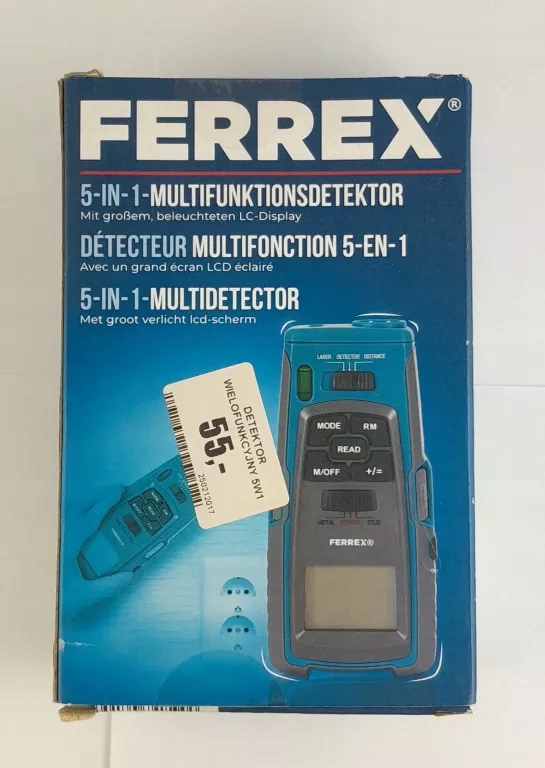 FERREX®
5-IN-1-MULTIFUNKTIONSDETEKTOR
Mit großem, beleuchteten LC-Display
DÉTECTEUR MULTIFONCTION 5-EN-1
Avec un grand écran LCD éclairé
5-IN-1-MULTIDETECTOR
Met groot verlicht lcd-scherm
LASER DETECTOR DISTANCE
MODE RM
READ
M/OFF +/=
METAL STUD
FERREX®
DETEKTOR
WIELOFUNKCYJNY 5W1
55,-
250212017